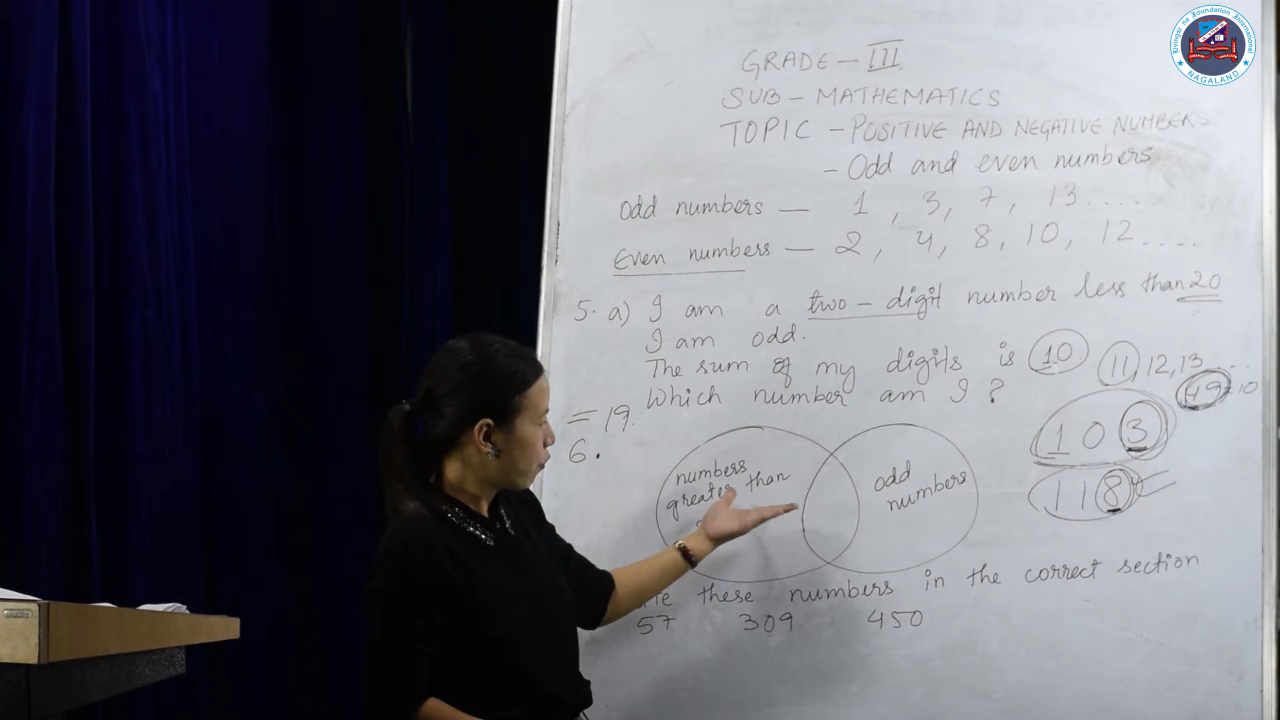 GRADE - III
SUB - MATHEMATICS
TOPIC - POSITIVE AND NEGATIVE NUMBERS
- Odd and even numbers
Odd numbers — 1, 3, 7, 13.....
Even numbers — 2, 4, 8, 10, 12....
5. a) I am a two-digit number less than 20
I am odd.
The sum of my digits is 10 11, 12, 13...
Which number am I ?
= 19.
6.
numbers
greater than
odd
numbers
1 0 3
1 1 8
these numbers in the correct section
57 309 450
NAGALAND